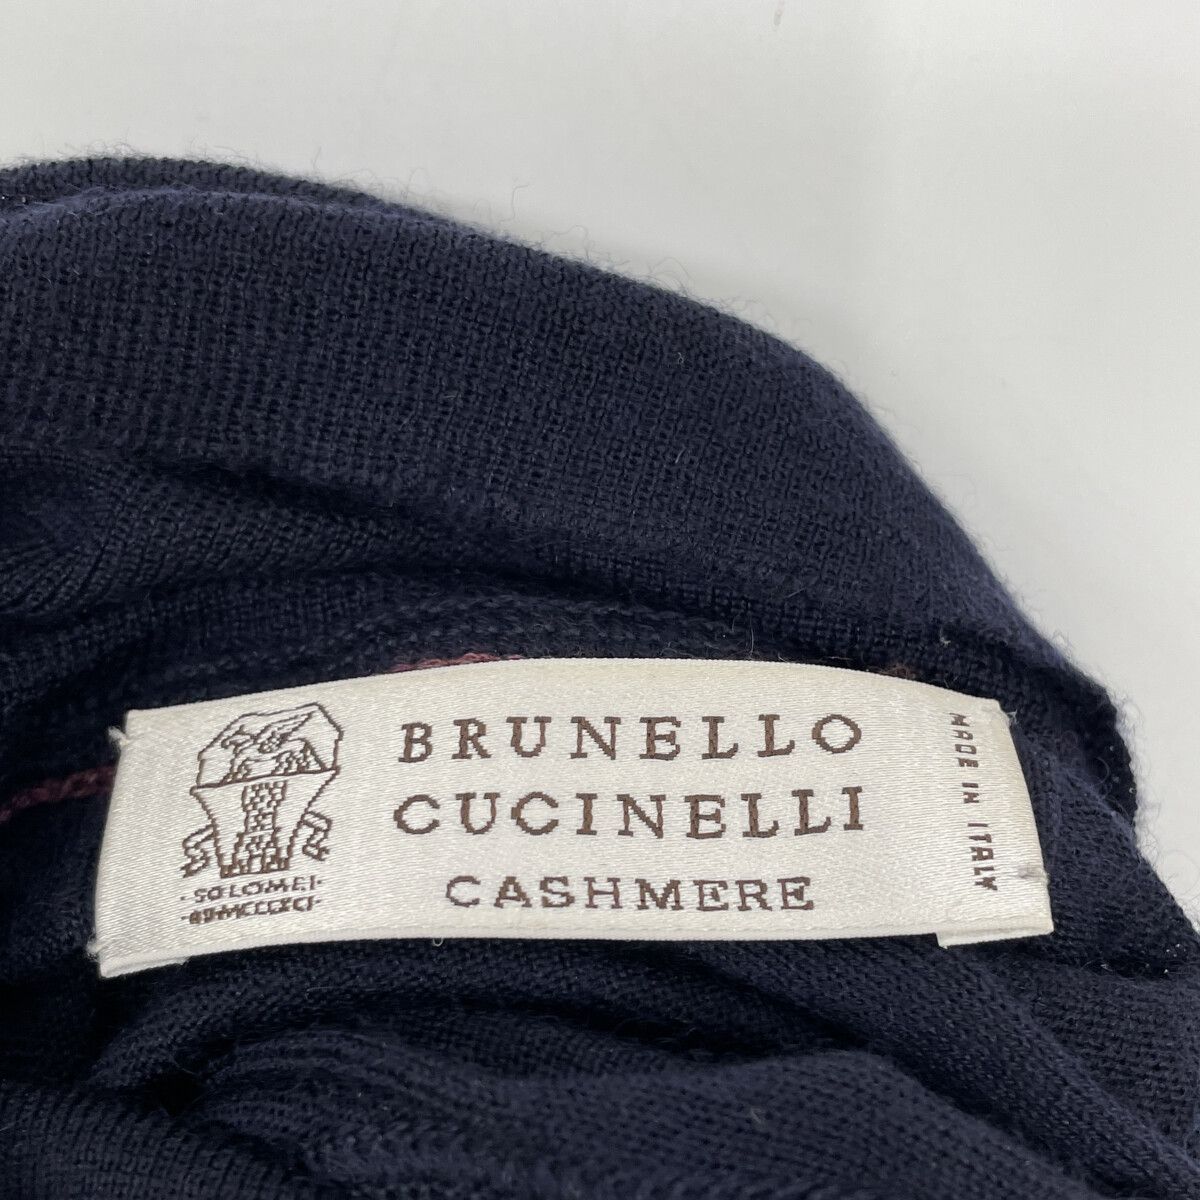 BRUNELLO
CUCINELLI
CASHMERE
MADE IN ITALY
·SOLOMEI·